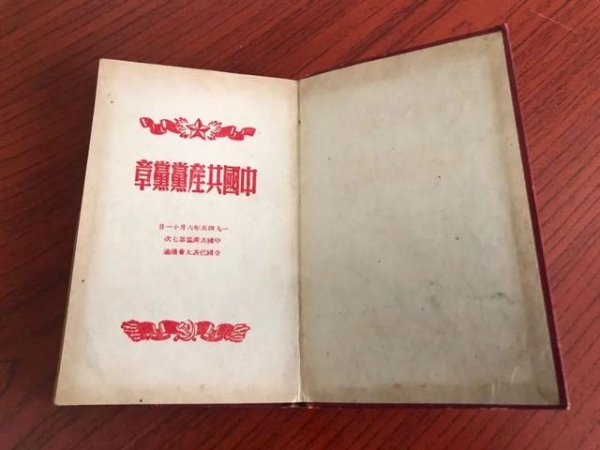 中國共產黨黨章
一九四五年六月十一日
中國共產黨第七次
全國代表大會通過